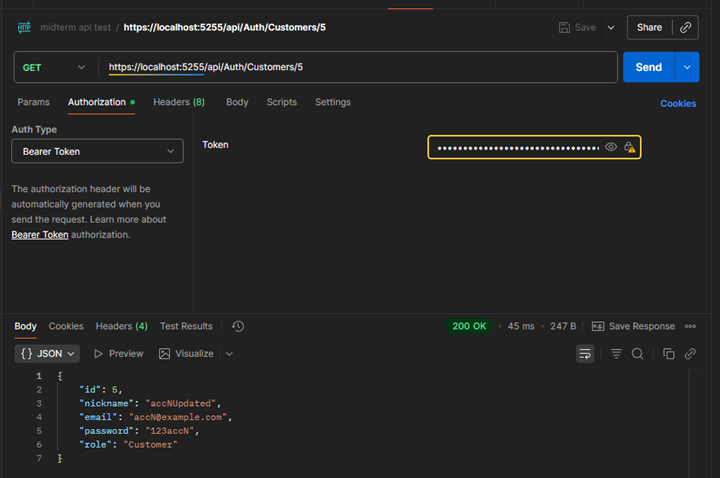 HTTP midterm api test / https://localhost:5255/api/Auth/Customers/5 Save Share
GET https://localhost:5255/api/Auth/Customers/5 Send
Params Authorization Headers (8) Body Scripts Settings Cookies
Auth Type
Bearer Token
The authorization header will be
automatically generated when you
send the request. Learn more about
Bearer Token authorization.
Token ••••••••••••••••••••••••••••••••
Body Cookies Headers (4) Test Results 200 OK • 45 ms • 247 B Save Response
{} JSON Preview Visualize
1 {
2 "id": 5,
3 "nickname": "accNUpdated",
4 "email": "accN@example.com",
5 "password": "123accN",
6 "role": "Customer"
7 }